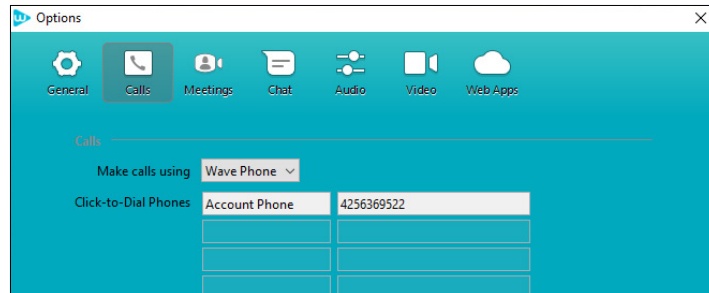 Options
General Calls Meetings Chat Audio Video Web Apps
Calls
Make calls using Wave Phone
Click-to-Dial Phones Account Phone 4256369522